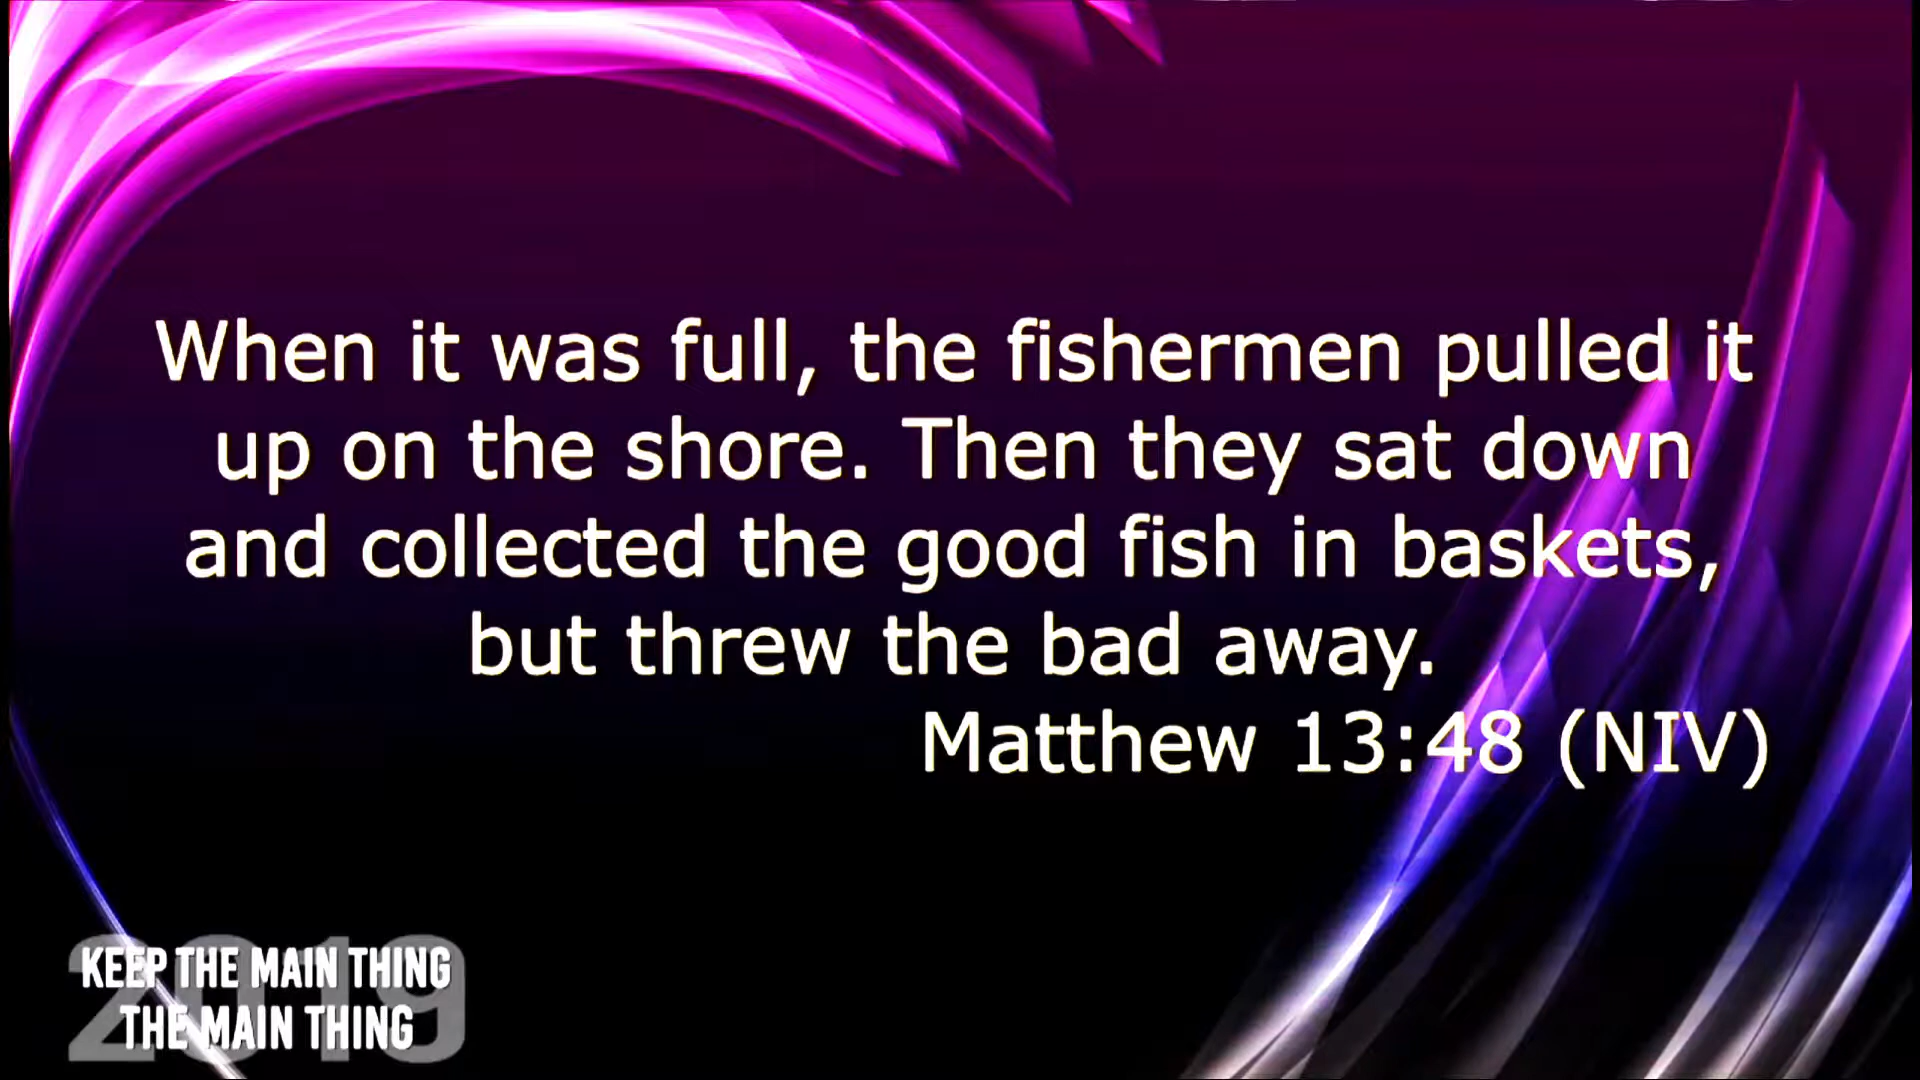 When it was full, the fishermen pulled it
up on the shore. Then they sat down
and collected the good fish in baskets,
but threw the bad away.
Matthew 13:48 (NIV)
2019
KEEP THE MAIN THING
THE MAIN THING